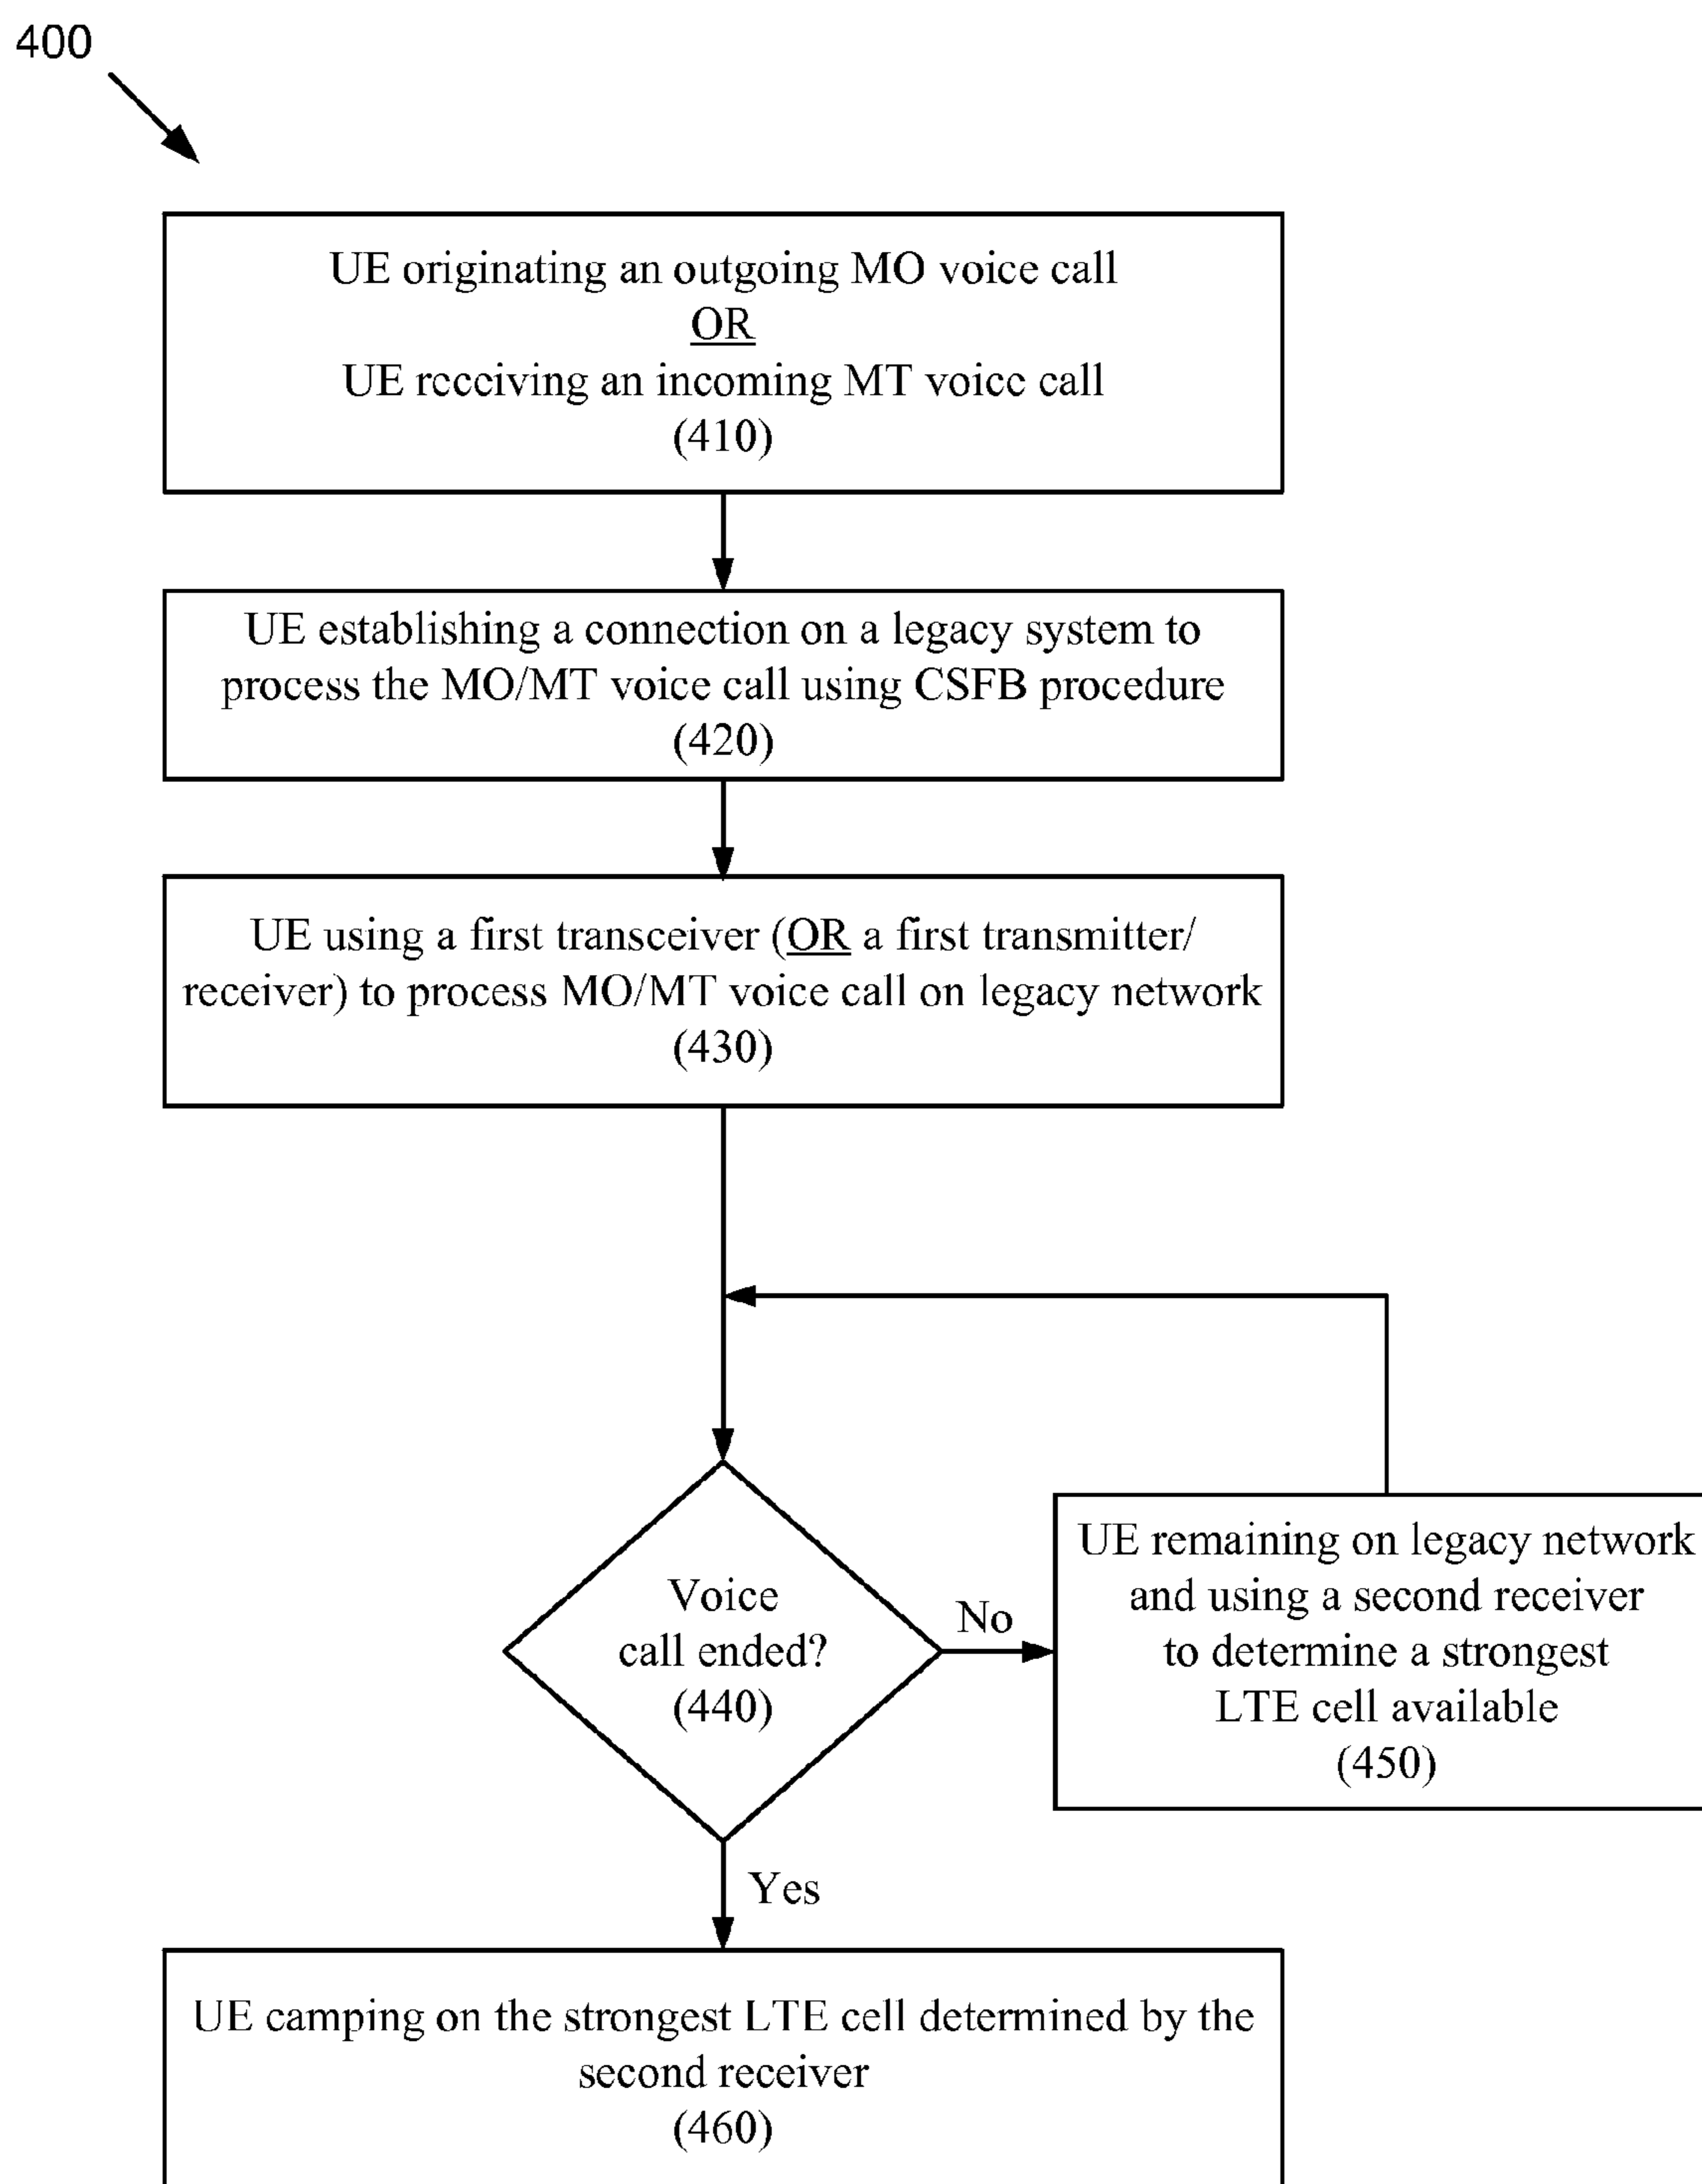 400
UE originating an outgoing MO voice call
OR
UE receiving an incoming MT voice call
(410)
UE establishing a connection on a legacy system to
process the MO/MT voice call using CSFB procedure
(420)
UE using a first transceiver (OR a first transmitter/
receiver) to process MO/MT voice call on legacy network
(430)
Voice
call ended?
(440)
No
UE remaining on legacy network
and using a second receiver
to determine a strongest
LTE cell available
(450)
Yes
UE camping on the strongest LTE cell determined by the
second receiver
(460)